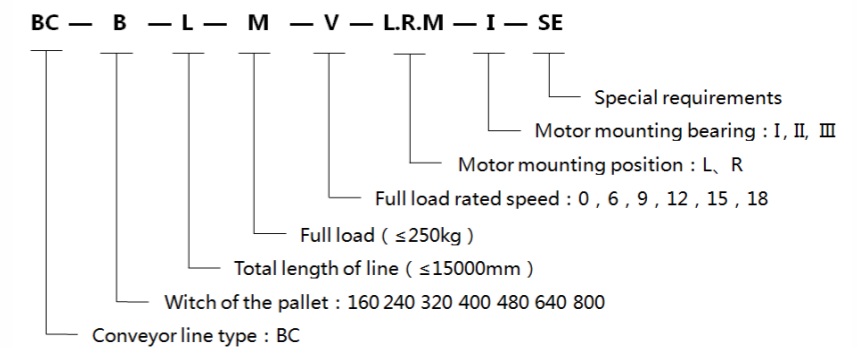 BC — B — L — M — V — L.R.M — I — SE
Special requirements
Motor mounting bearing : I, II, III
Motor mounting position : L、R
Full load rated speed : 0 , 6 , 9 , 12 , 15 , 18
Full load ( ≤250kg )
Total length of line ( ≤15000mm )
Witch of the pallet : 160 240 320 400 480 640 800
Conveyor line type : BC